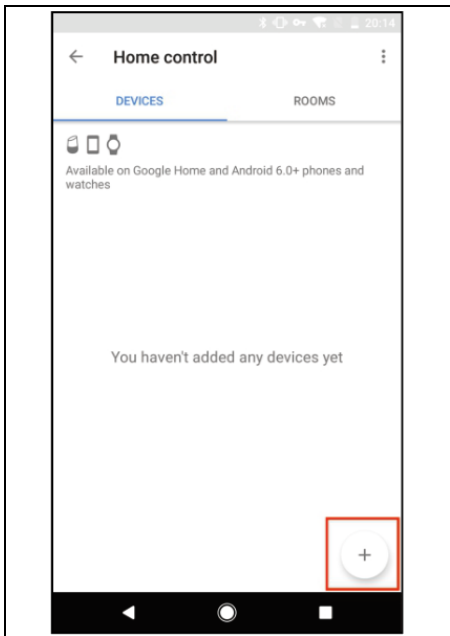 20:14
Home control
DEVICES
ROOMS
Available on Google Home and Android 6.0+ phones and
watches
You haven't added any devices yet
+